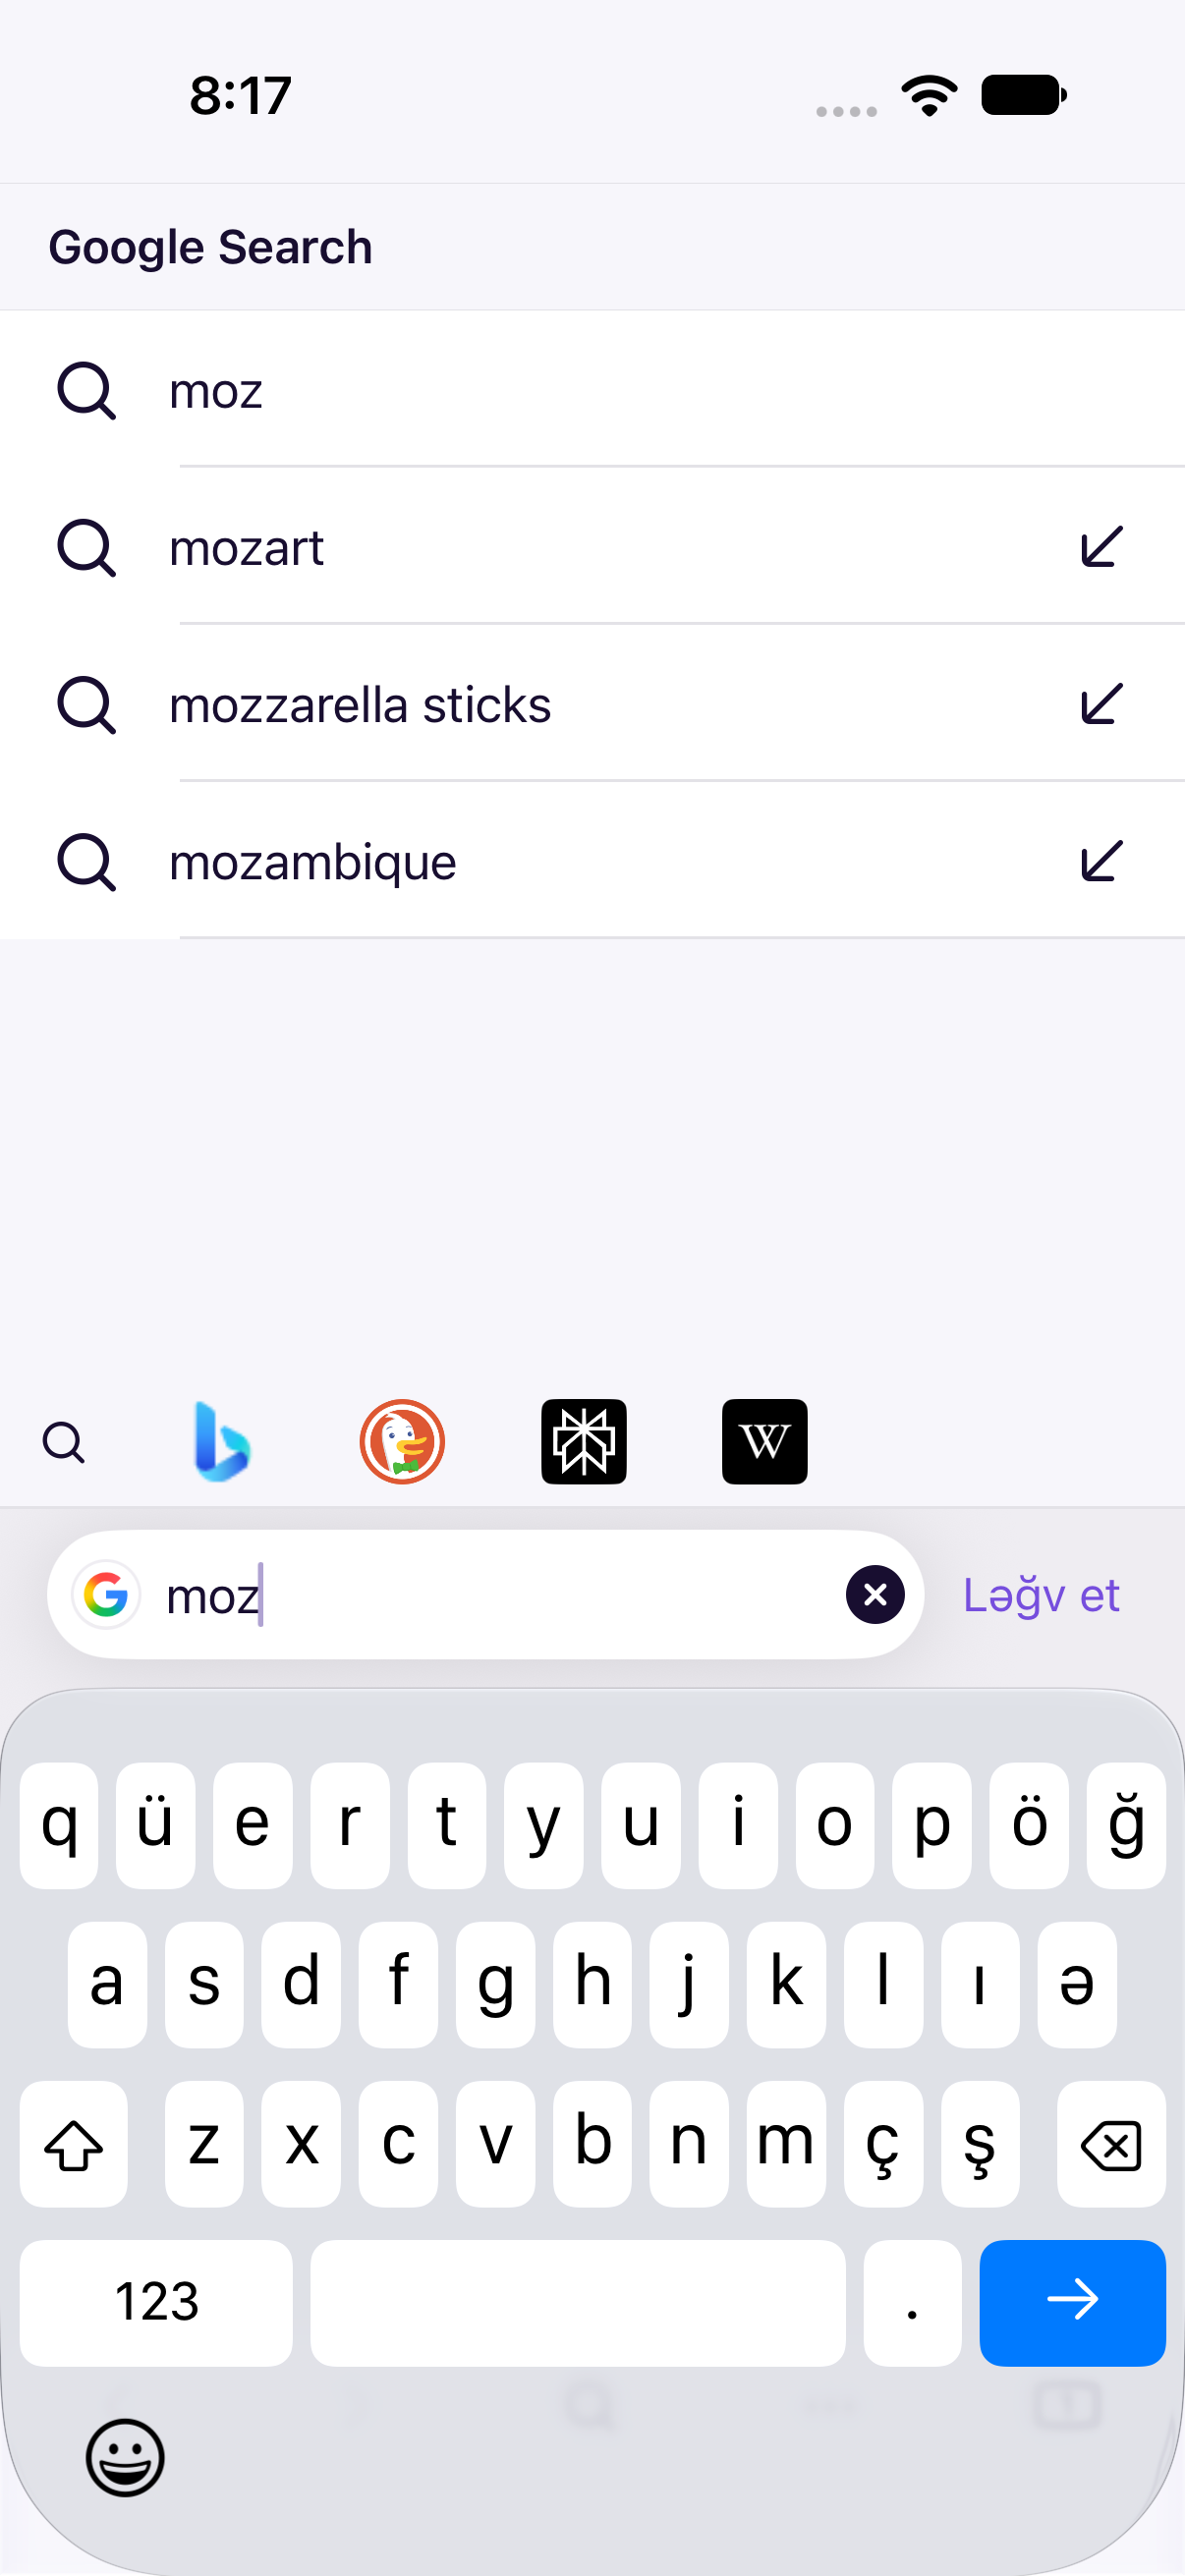 8:17
Google Search
moz
mozart
mozzarella sticks
mozambique
W
moz
Ləğv et
q ü e r t y u i o p ö ğ
a s d f g h j k l ı ə
z x c v b n m ç ş
123 .